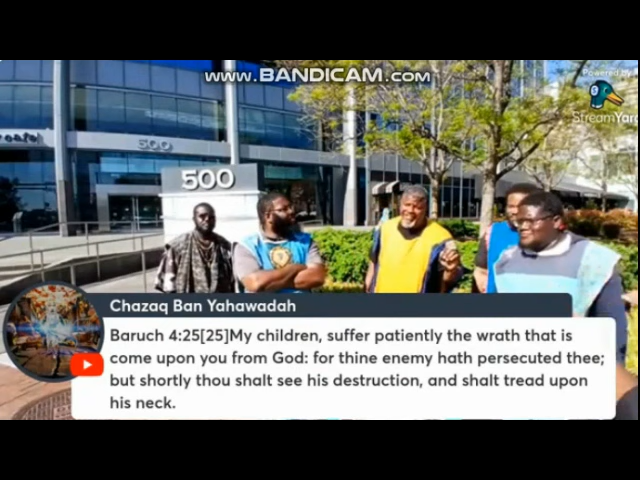 www.BANDICAM.com
Powered by
StreamYard
500
500
Chazaq Ban Yahawadah
Baruch 4:25[25]My children, suffer patiently the wrath that is
come upon you from God: for thine enemy hath persecuted thee;
but shortly thou shalt see his destruction, and shalt tread upon
his neck.